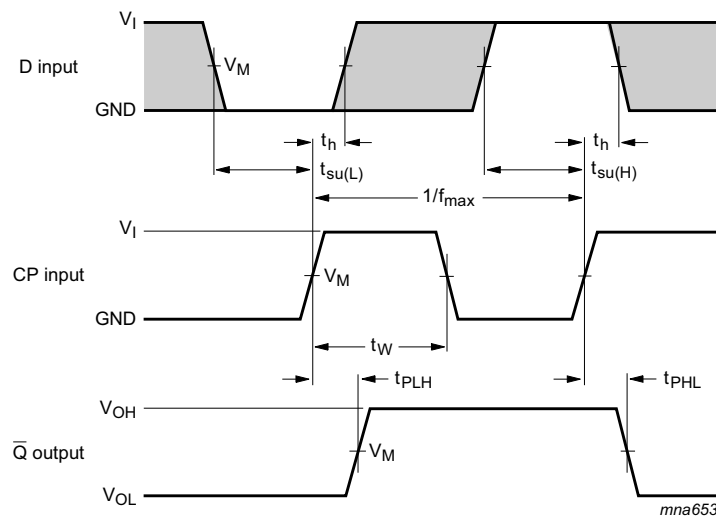 V_I
D input
V_M
GND
t_h
t_h
t_su(L)
t_su(H)
1/f_max
V_I
CP input
V_M
GND
t_W
t_PLH
t_PHL
V_OH
Q̅ output
V_M
V_OL
mna653